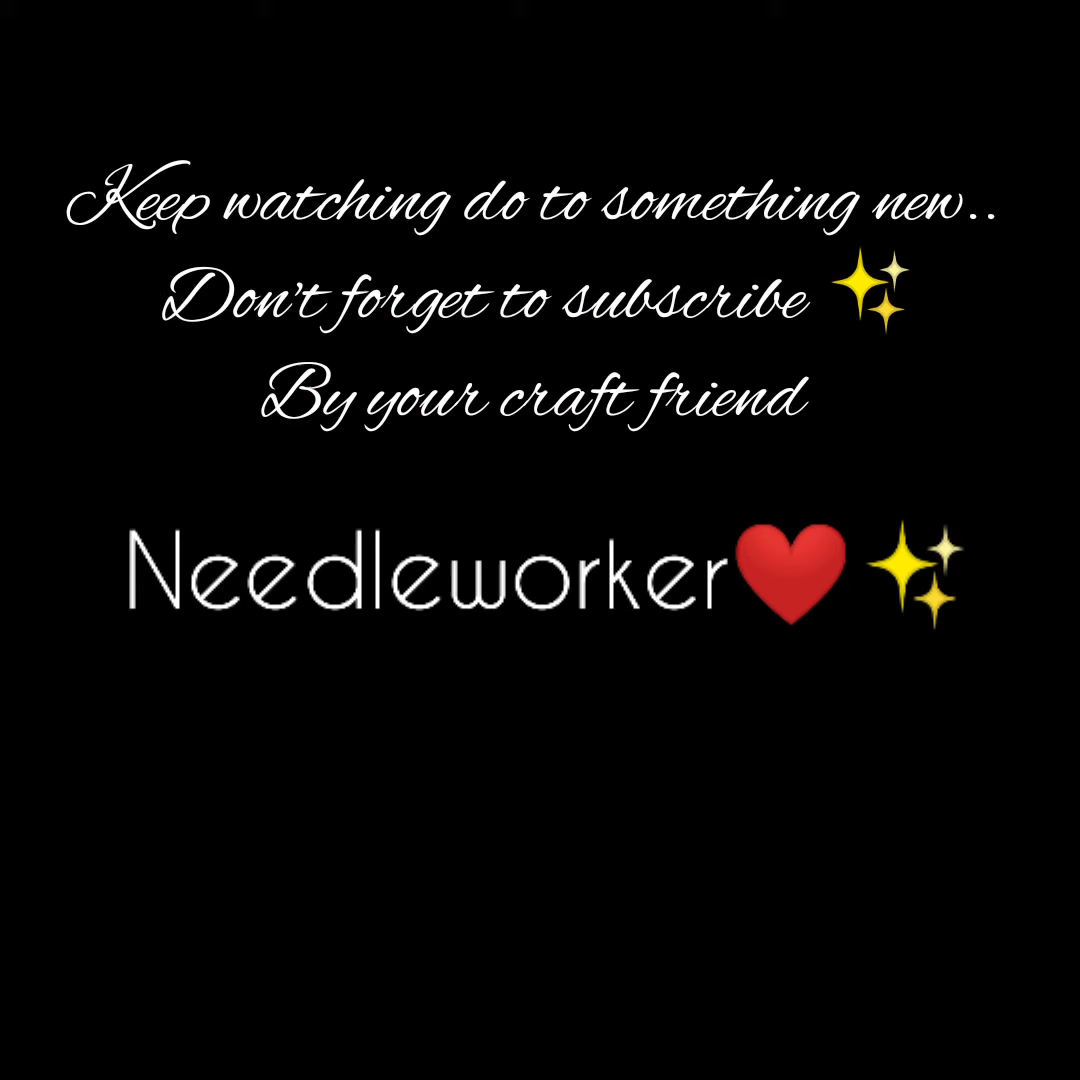 Keep watching do to something new..
Don't forget to subscribe ✨
By your craft friend
Needleworker❤️✨